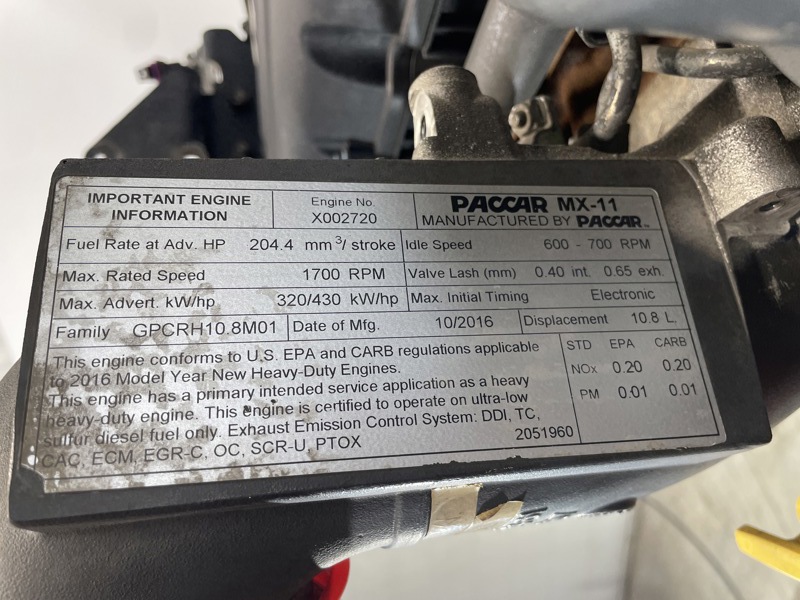 IMPORTANT ENGINE
INFORMATION
Engine No.
X002720
PACCAR MX-11
MANUFACTURED BY PACCAR
Fuel Rate at Adv. HP 204.4 mm³/ stroke
Idle Speed 600 - 700 RPM
Max. Rated Speed 1700 RPM
Valve Lash (mm) 0.40 int. 0.65 exh.
Max. Advert. kW/hp 320/430 kW/hp
Max. Initial Timing Electronic
Family GPCRH10.8M01
Date of Mfg. 10/2016
Displacement 10.8 L.
This engine conforms to U.S. EPA and CARB regulations applicable
to 2016 Model Year New Heavy-Duty Engines.
This engine has a primary intended service application as a heavy
heavy-duty engine. This engine is certified to operate on ultra-low
sulfur diesel fuel only. Exhaust Emission Control System: DDI, TC,
CAC, ECM, EGR-C, OC, SCR-U, PTOX
2051960
STD EPA CARB
NOx 0.20 0.20
PM 0.01 0.01